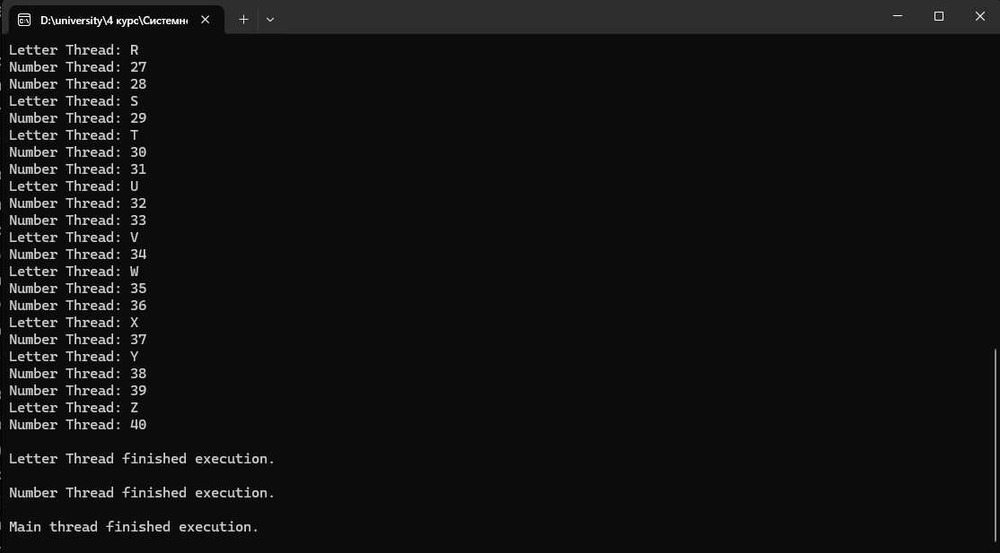 D:\university\4 курс\Системн
Letter Thread: R
Number Thread: 27
Number Thread: 28
Letter Thread: S
Number Thread: 29
Letter Thread: T
Number Thread: 30
Number Thread: 31
Letter Thread: U
Number Thread: 32
Number Thread: 33
Letter Thread: V
Number Thread: 34
Letter Thread: W
Number Thread: 35
Number Thread: 36
Letter Thread: X
Number Thread: 37
Letter Thread: Y
Number Thread: 38
Number Thread: 39
Letter Thread: Z
Number Thread: 40
Letter Thread finished execution.
Number Thread finished execution.
Main thread finished execution.